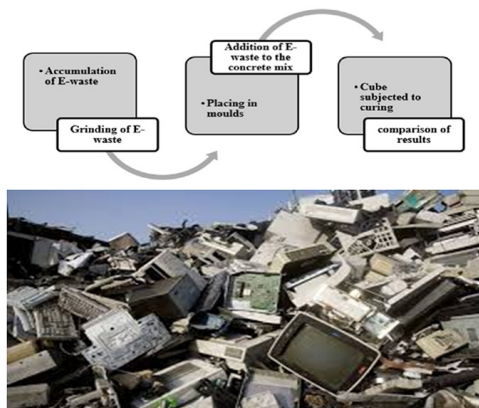 • Accumulation
of E-waste
Grinding of E-
waste
Addition of E-
waste to the
concrete mix
• Placing in
moulds
• Cube
subjected to
curing
comparison of
results